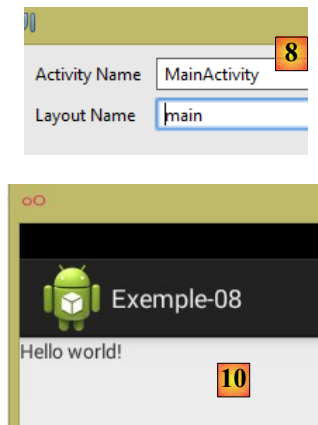 8
Activity Name MainActivity
Layout Name main
Exemple-08
Hello world!
10